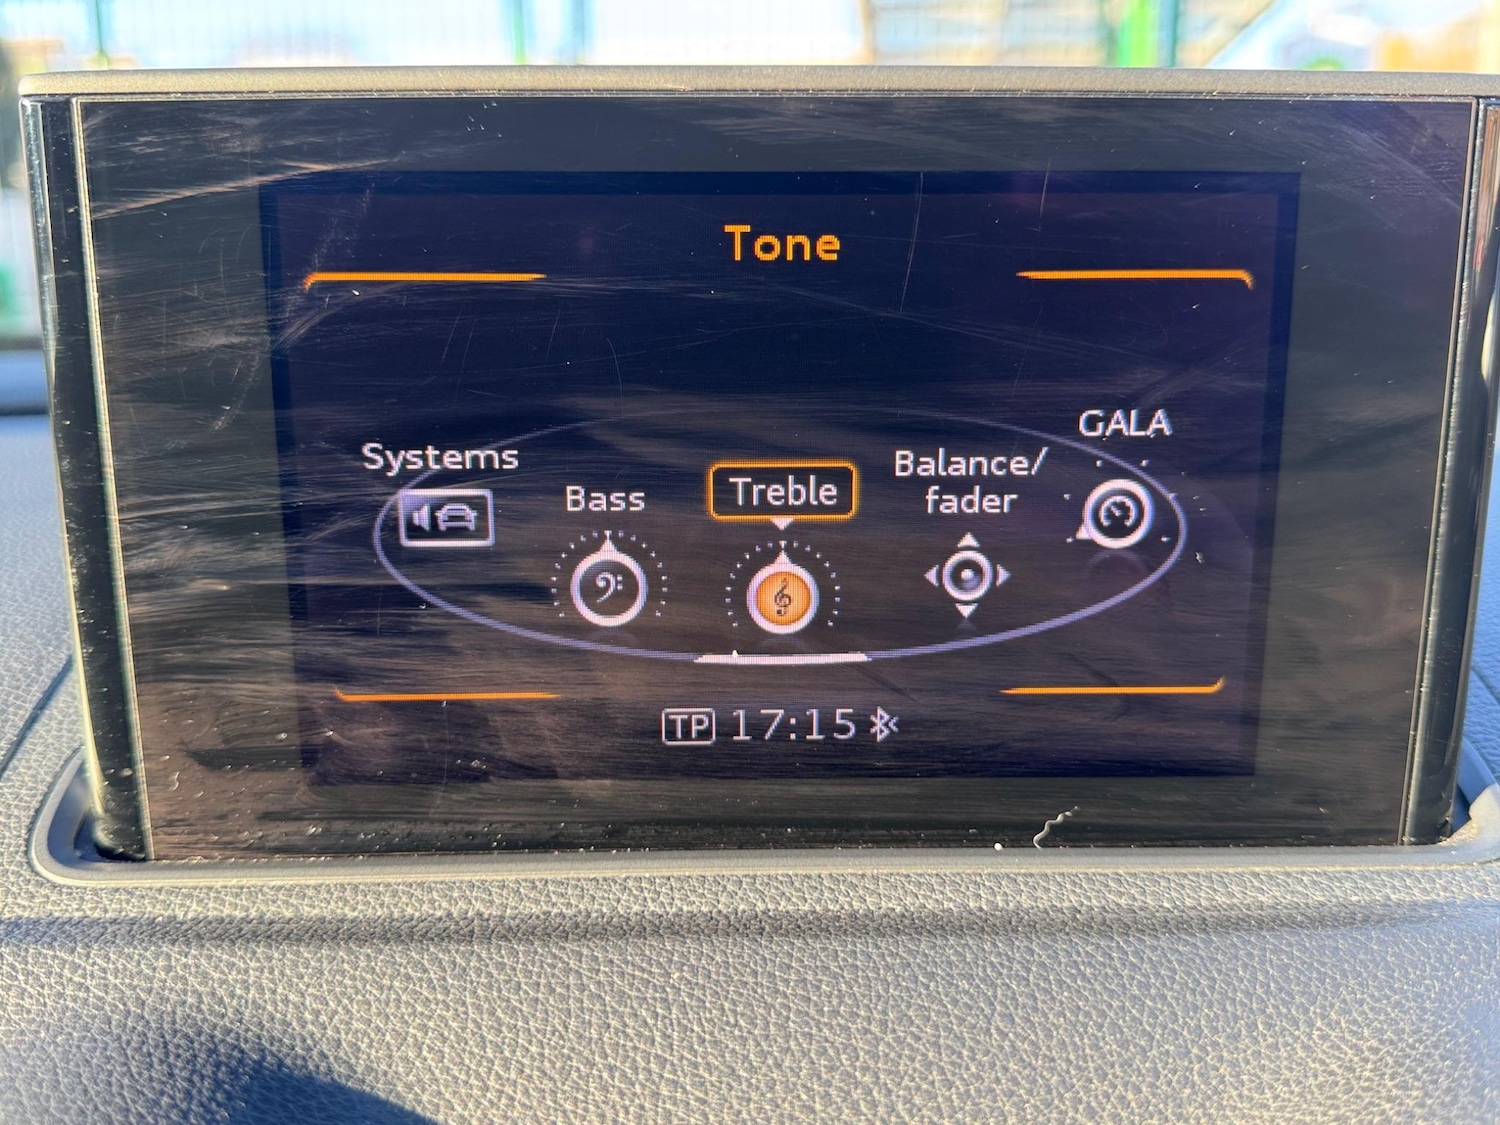 Tone
Systems
Bass
Treble
Balance/
fader
GALA
TP 17:15